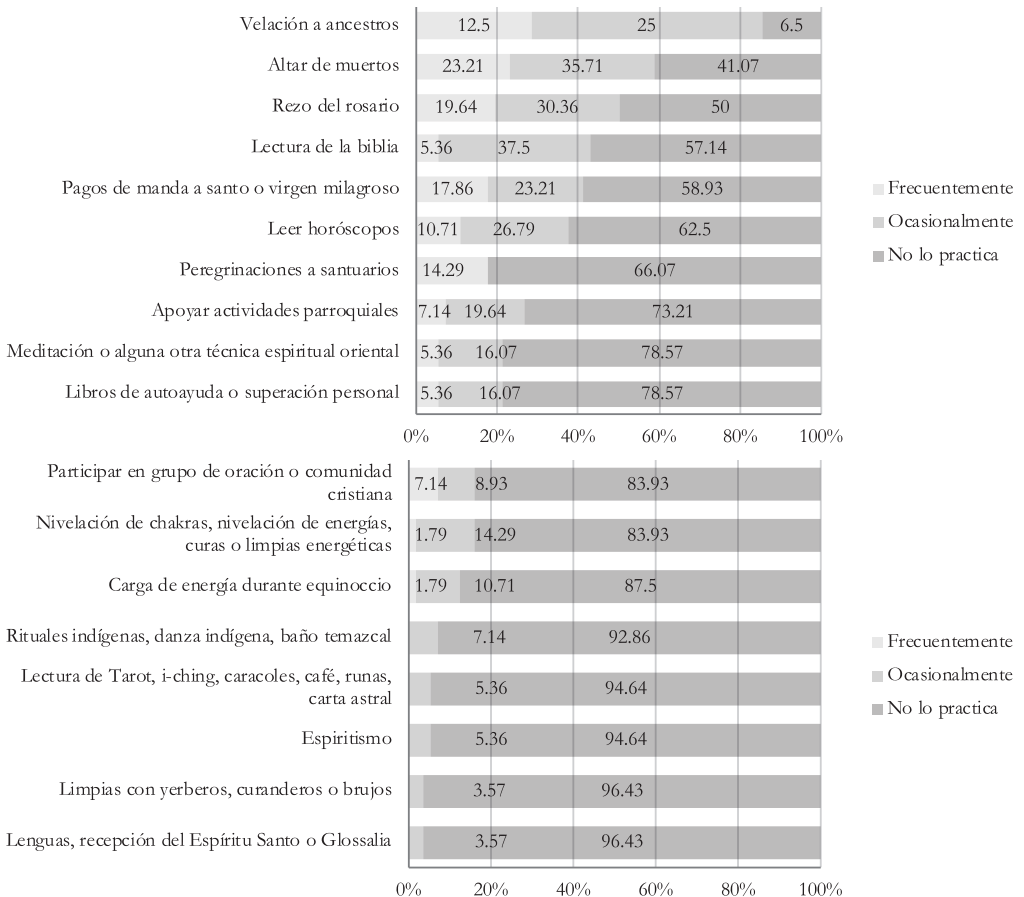 Velación a ancestros 12.5 25 6.5
Altar de muertos 23.21 35.71 41.07
Rezo del rosario 19.64 30.36 50
Lectura de la biblia 5.36 37.5 57.14
Pagos de manda a santo o virgen milagroso 17.86 23.21 58.93
Leer horóscopos 10.71 26.79 62.5
Peregrinaciones a santuarios 14.29 66.07
Apoyar actividades parroquiales 7.14 19.64 73.21
Meditación o alguna otra técnica espiritual oriental 5.36 16.07 78.57
Libros de autoayuda o superación personal 5.36 16.07 78.57
0% 20% 40% 60% 80% 100%
Frecuentemente
Ocasionalmente
No lo practica
Participar en grupo de oración o comunidad
cristiana 7.14 8.93 83.93
Nivelación de chakras, nivelación de energías,
curas o limpias energéticas 1.79 14.29 83.93
Carga de energía durante equinoccio 1.79 10.71 87.5
Rituales indígenas, danza indígena, baño temazcal 7.14 92.86
Lectura de Tarot, i-ching, caracoles, café, runas,
carta astral 5.36 94.64
Espiritismo 5.36 94.64
Limpias con yerberos, curanderos o brujos 3.57 96.43
Lenguas, recepción del Espíritu Santo o Glossalia 3.57 96.43
0% 20% 40% 60% 80% 100%
Frecuentemente
Ocasionalmente
No lo practica